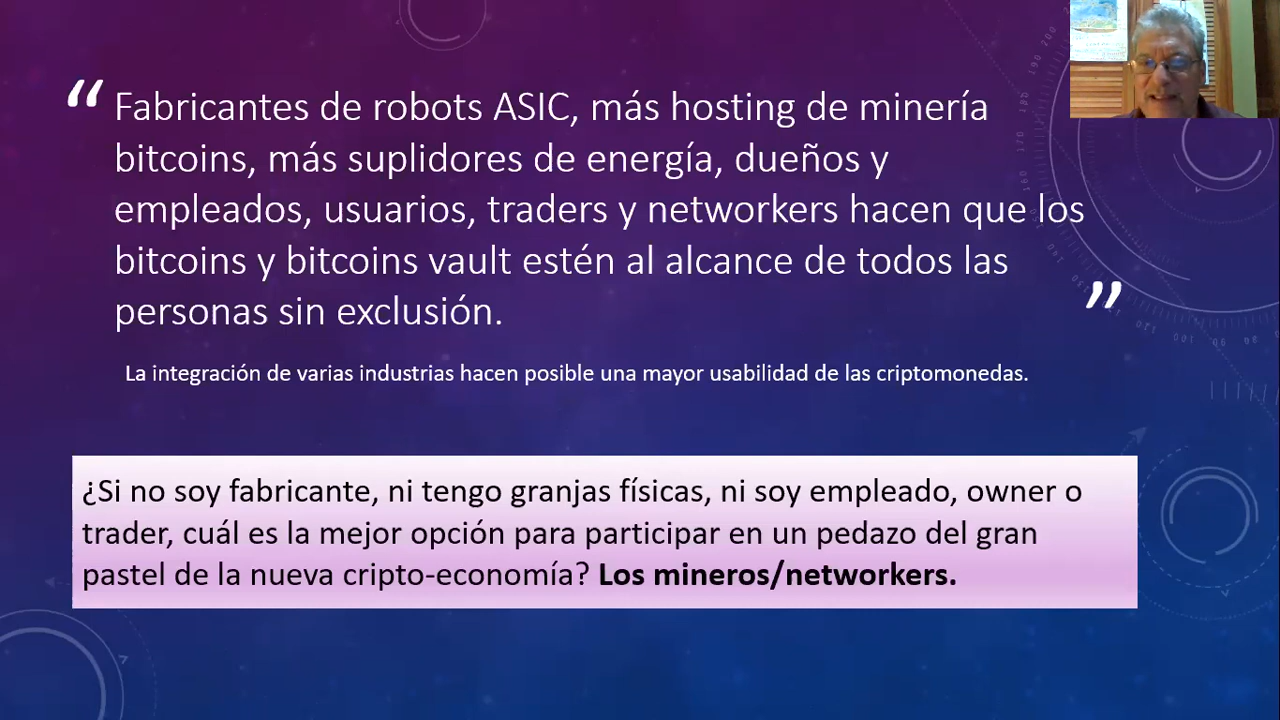 “ Fabricantes de robots ASIC, más hosting de minería
bitcoins, más suplidores de energía, dueños y
empleados, usuarios, traders y networkers hacen que los
bitcoins y bitcoins vault estén al alcance de todos las
personas sin exclusión. ”
La integración de varias industrias hacen posible una mayor usabilidad de las criptomonedas.
¿Si no soy fabricante, ni tengo granjas físicas, ni soy empleado, owner o
trader, cuál es la mejor opción para participar en un pedazo del gran
pastel de la nueva cripto-economía? Los mineros/networkers.